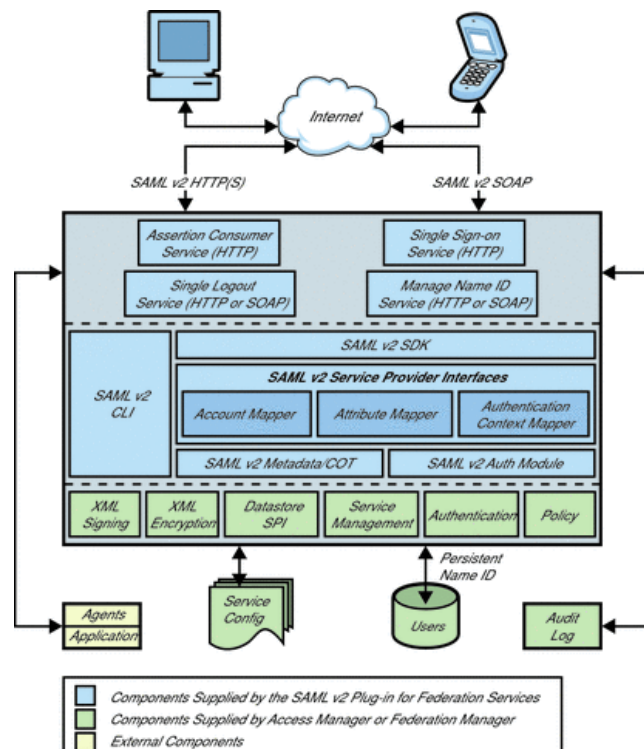 Internet
SAML v2 HTTP(S)
SAML v2 SOAP
Assertion Consumer
Service (HTTP)
Single Sign-on
Service (HTTP)
Single Logout
Service (HTTP or SOAP)
Manage Name ID
Service (HTTP or SOAP)
SAML v2
CLI
SAML v2 SDK
SAML v2 Service Provider Interfaces
Account Mapper
Attribute Mapper
Authentication
Context Mapper
SAML v2 Metadata/COT
SAML v2 Auth Module
XML
Signing
XML
Encryption
Datastore
SPI
Service
Management
Authentication
Policy
Persistent
Name ID
Agents
Application
Service
Config
Users
Audit
Log
Components Supplied by the SAML v2 Plug-in for Federation Services
Components Supplied by Access Manager or Federation Manager
External Components